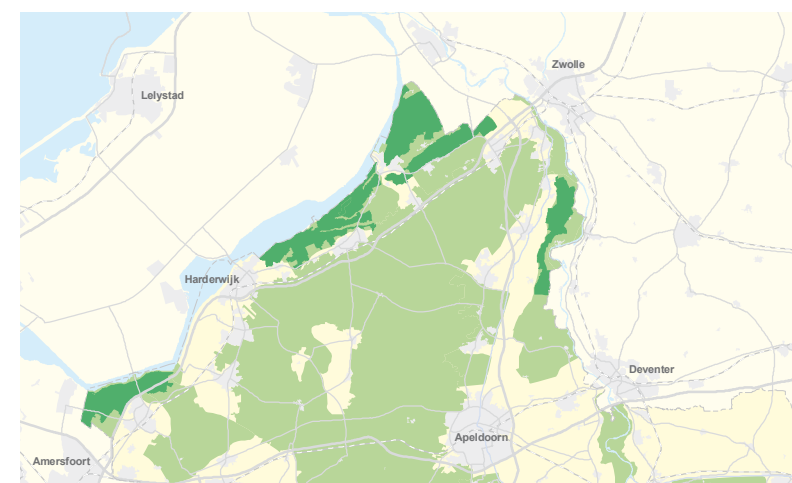 Zwolle
Lelystad
Harderwijk
Deventer
Apeldoorn
Amersfoort